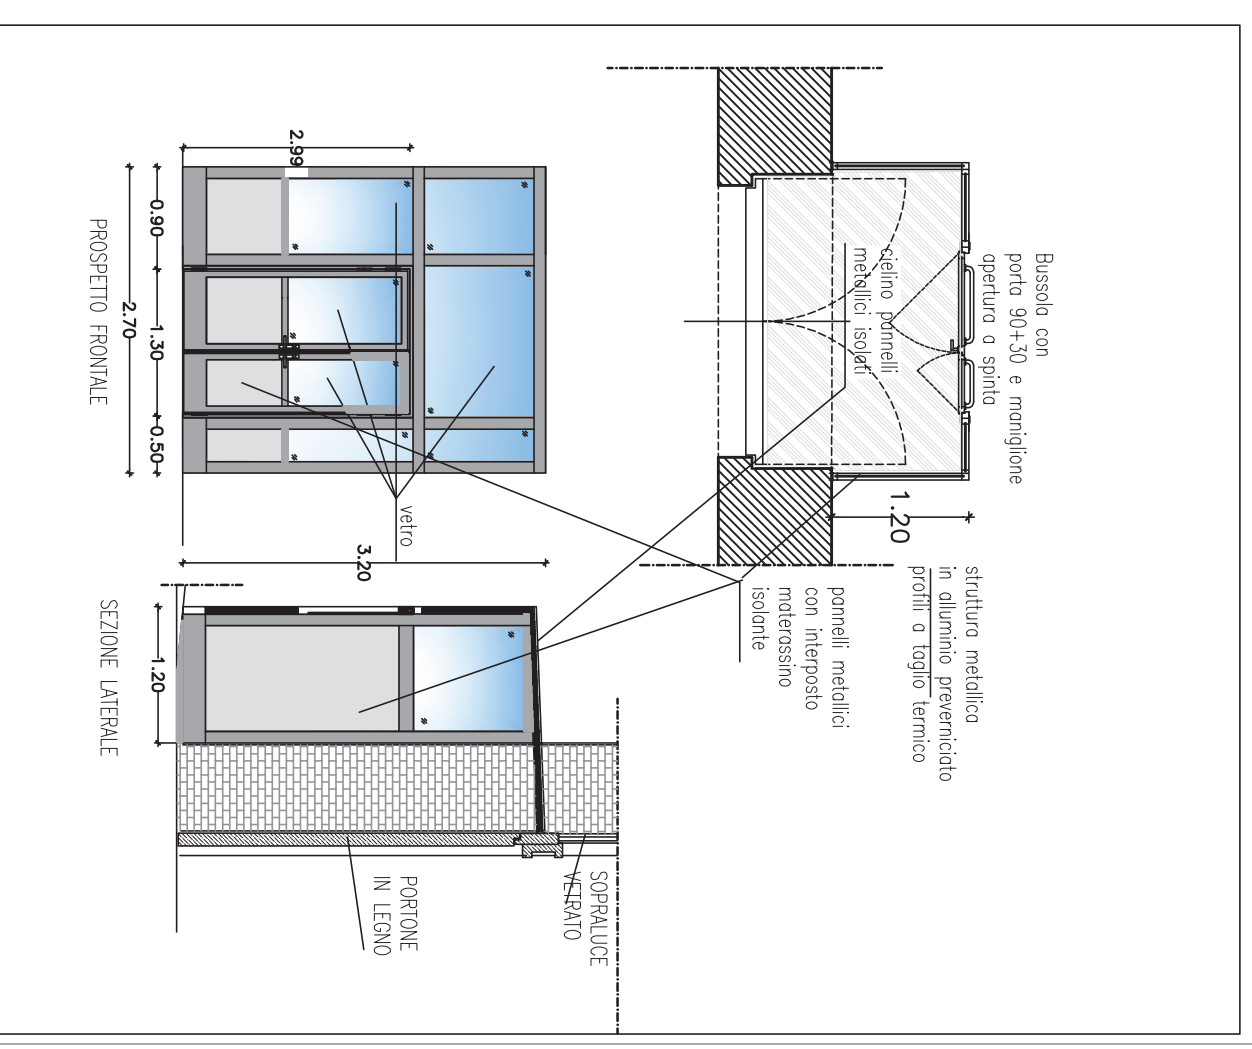 Bussola con
porta 90+30 e maniglione
apertura a spinta
cielino pannelli
metallici isolati
1.20
struttura metallica
in alluminio preverniciato
profili a taglio termico
pannelli metallici
con interposto
materassino
isolante
2.99
0.90
1.30
0.50
2.70
PROSPETTO FRONTALE
vetro
3.20
1.20
SEZIONE LATERALE
SOPRALUCE
VETRATO
PORTONE
IN LEGNO